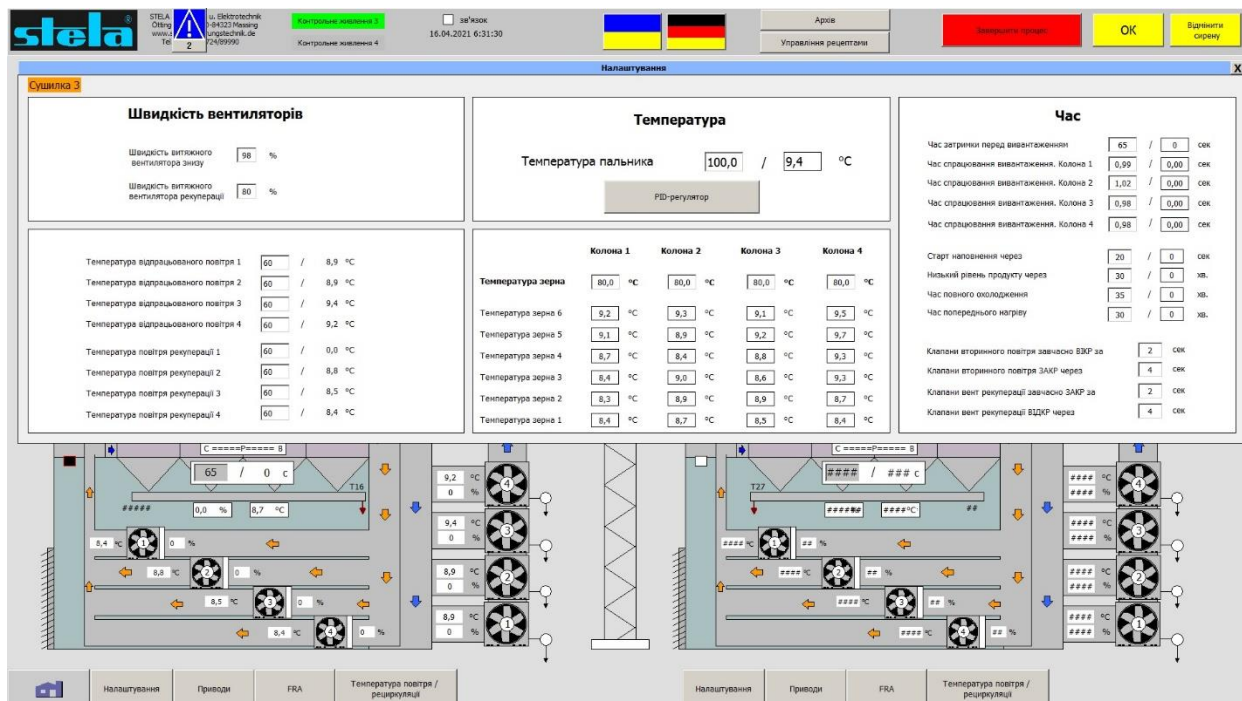 stela®
STELA u. Elektrotechnik
Ötting -84323 Massing
www.s ungstechnik.de
Tel 724/89990
2
Контрольне живлення 3
Контрольне живлення 4
зв'язок
16.04.2021 6:31:30
Архів
Управління рецептами
Завершити процес
ОК
Відмінити
сирену
Налаштування
X
Сушилка 3
Швидкість вентиляторів
Швидкість витяжного
вентилятора знизу 98 %
Швидкість витяжного
вентилятора рекуперації 80 %
Температура
Температура пальника 100,0 / 9,4 °C
PID-регулятор
Час
Час затримки перед вивантаженням 65 / 0 сек
Час спрацювання вивантаження. Колона 1 0,99 / 0,00 сек
Час спрацювання вивантаження. Колона 2 1,02 / 0,00 сек
Час спрацювання вивантаження. Колона 3 0,98 / 0,00 сек
Час спрацювання вивантаження. Колона 4 0,98 / 0,00 сек
Старт наповнення через 20 / 0 сек
Низький рівень продукту через 30 / 0 хв.
Час повного охолодження 35 / 0 хв.
Час попереднього нагріву 30 / 0 хв.
Клапани вторинного повітря завчасно ВІКР за 2 сек
Клапани вторинного повітря ЗАКР через 4 сек
Клапани вент рекуперації завчасно ЗАКР за 2 сек
Клапани вент рекуперації ВІДКР через 4 сек
Температура відпрацьованого повітря 1 60 / 8,9 °C
Температура відпрацьованого повітря 2 60 / 8,9 °C
Температура відпрацьованого повітря 3 60 / 9,4 °C
Температура відпрацьованого повітря 4 60 / 9,2 °C
Температура повітря рекуперації 1 60 / 0,0 °C
Температура повітря рекуперації 2 60 / 8,8 °C
Температура повітря рекуперації 3 60 / 8,5 °C
Температура повітря рекуперації 4 60 / 8,4 °C
Колона 1 Колона 2 Колона 3 Колона 4
Температура зерна 80,0 °C 80,0 °C 80,0 °C 80,0 °C
Температура зерна 6 9,2 °C 9,3 °C 9,1 °C 9,5 °C
Температура зерна 5 9,1 °C 8,9 °C 9,2 °C 9,7 °C
Температура зерна 4 8,7 °C 8,4 °C 8,8 °C 9,3 °C
Температура зерна 3 8,4 °C 9,0 °C 8,6 °C 9,3 °C
Температура зерна 2 8,3 °C 8,9 °C 8,9 °C 8,7 °C
Температура зерна 1 8,4 °C 8,7 °C 8,5 °C 8,4 °C
C =====P===== B
65 / 0 c
T16
##### 0,0 % 8,7 °C
8,4 °C 1 0 %
8,8 °C 2 0 %
8,5 °C 3 0 %
8,4 °C 4 0 %
9,2 °C
0 %
4
9,4 °C
0 %
3
8,9 °C
0 %
2
8,9 °C
0 %
1
C =====P===== B
#### / ### c
T27
####°C ##
#### °C 1 ## %
#### °C 2 ## %
#### °C 3 ## %
#### °C 4 ## %
#### °C
#### %
4
#### °C
#### %
3
#### °C
#### %
2
#### °C
#### %
1
Налаштування
Приводи
FRA
Температура повітря /
рециркуляції
Налаштування
Приводи
FRA
Температура повітря /
рециркуляції